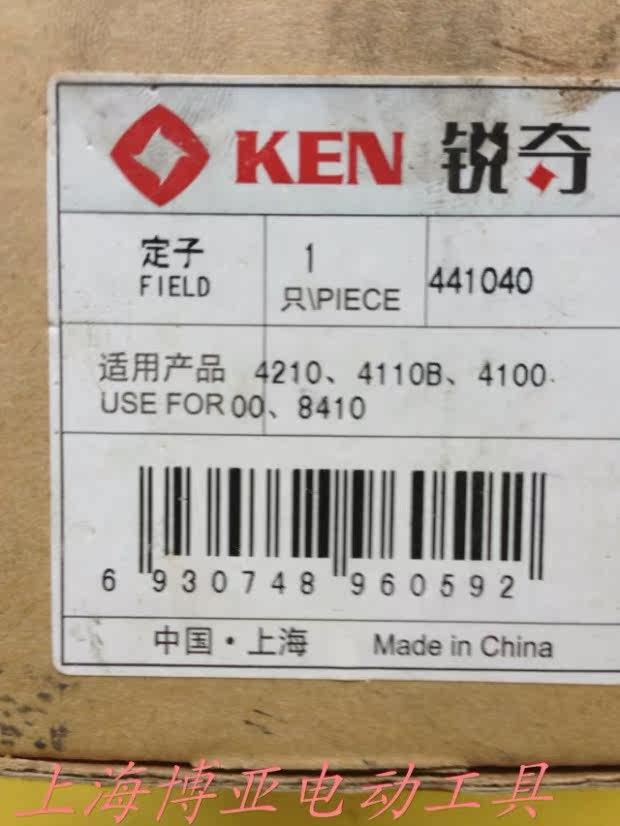 KEN 锐奇
定子 1 441040
FIELD 只\PIECE
适用产品 4210、4110B、4100
USE FOR 00、8410
6 930748 960592
中国·上海 Made in China
上海博亚电动工具